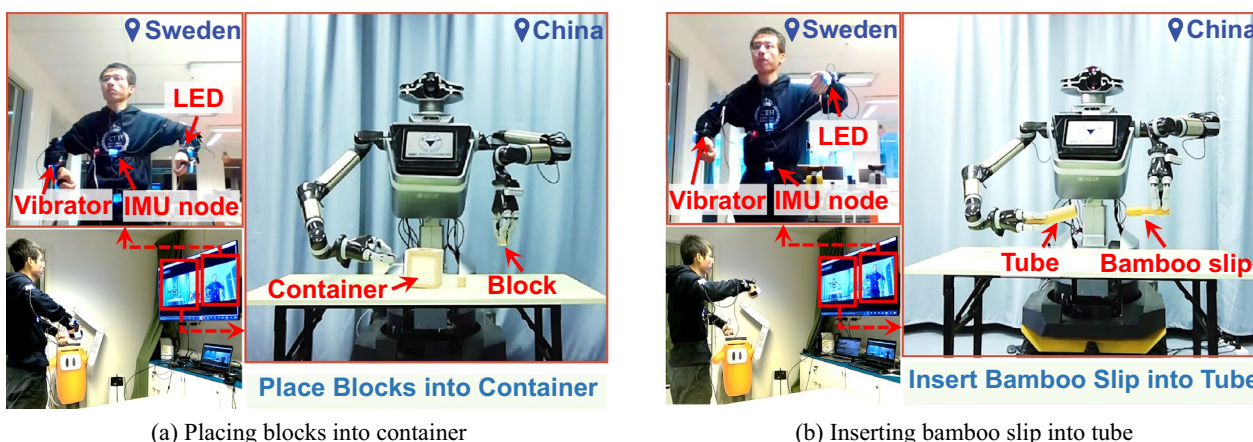 Sweden
China
LED
Vibrator IMU node
Container
Block
Place Blocks into Container
(a) Placing blocks into container
Sweden
China
LED
Vibrator IMU node
Tube
Bamboo slip
Insert Bamboo Slip into Tube
(b) Inserting bamboo slip into tube